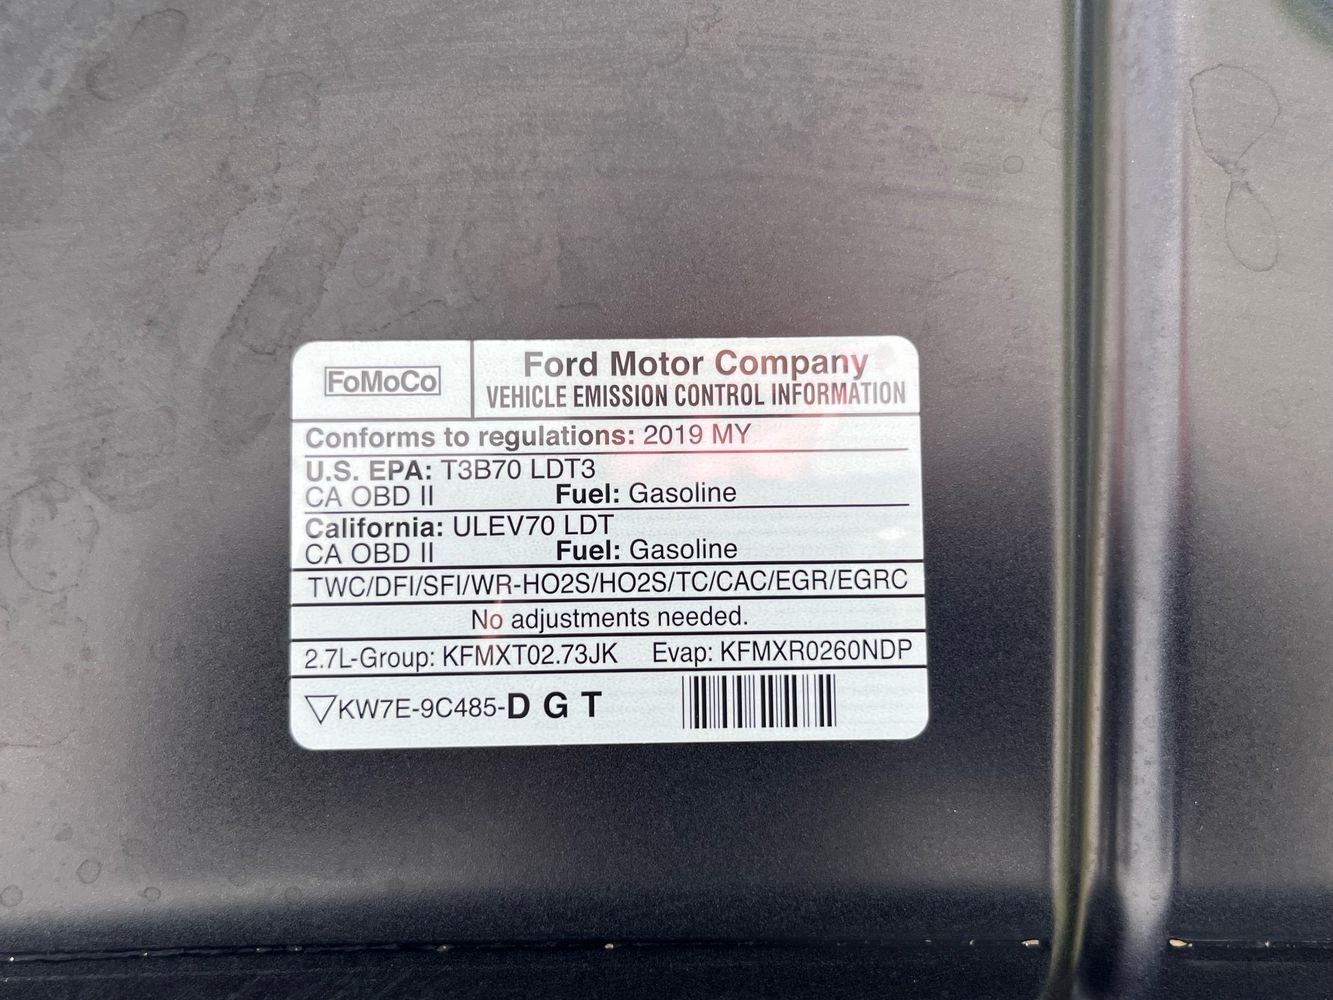 FoMoCo
Ford Motor Company
VEHICLE EMISSION CONTROL INFORMATION
Conforms to regulations: 2019 MY
U.S. EPA: T3B70 LDT3
CA OBD II Fuel: Gasoline
California: ULEV70 LDT
CA OBD II Fuel: Gasoline
TWC/DFI/SFI/WR-HO2S/HO2S/TC/CAC/EGR/EGRC
No adjustments needed.
2.7L-Group: KFMXT02.73JK Evap: KFMXR0260NDP
▽KW7E-9C485-D G T